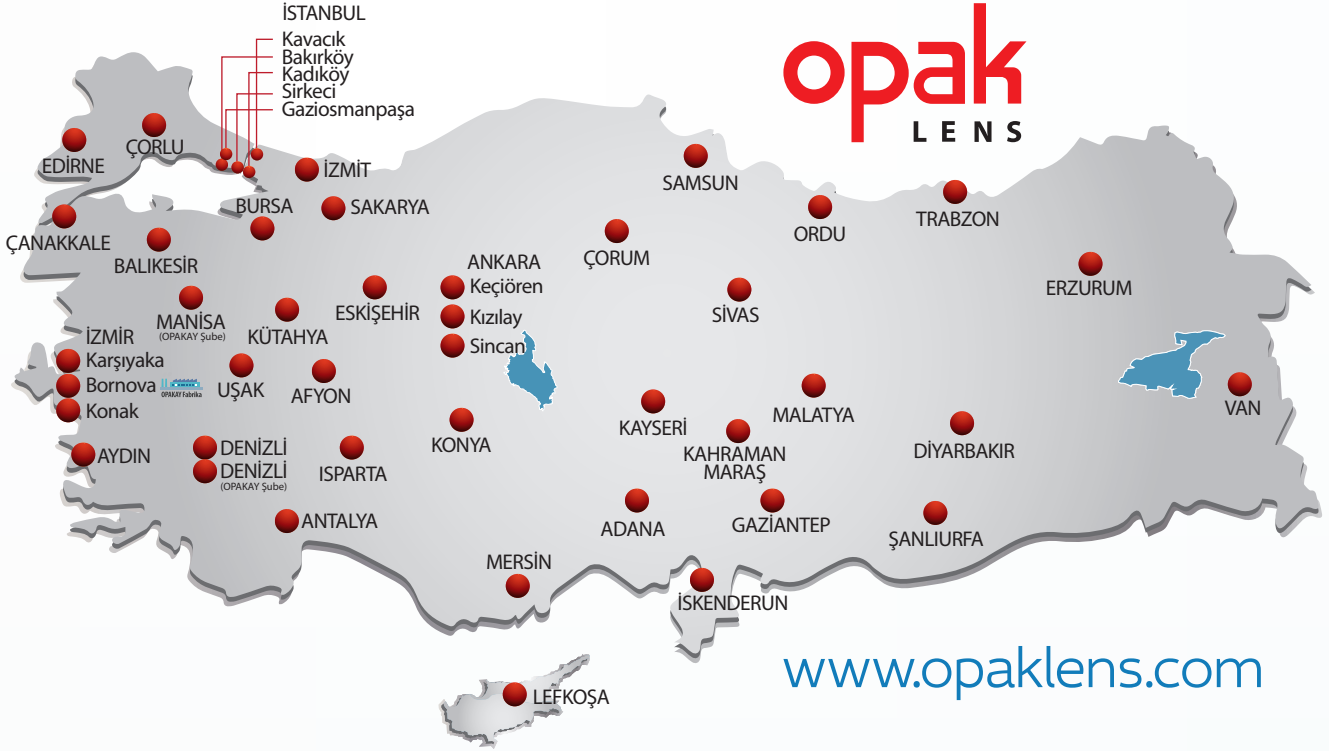 İSTANBUL
Kavacık
Bakırköy
Kadıköy
Sirkeci
Gaziosmanpaşa
opak
LENS
EDİRNE
ÇORLU
İZMİT
SAMSUN
BURSA
SAKARYA
TRABZON
ORDU
ÇANAKKALE
BALIKESİR
ÇORUM
ANKARA
Keçiören
Kızılay
Sincan
ERZURUM
ESKİŞEHİR
SİVAS
MANİSA
(OPAKAY Şube)
KÜTAHYA
İZMİR
Karşıyaka
Bornova
OPAKAY Fabrika
Konak
UŞAK
AFYON
VAN
MALATYA
KAYSERİ
KONYA
KAHRAMAN
MARAŞ
DİYARBAKIR
AYDIN
DENİZLİ
DENİZLİ
(OPAKAY Şube)
ISPARTA
ANTALYA
ADANA
GAZİANTEP
ŞANLIURFA
MERSİN
İSKENDERUN
www.opaklens.com
LEFKOŞA